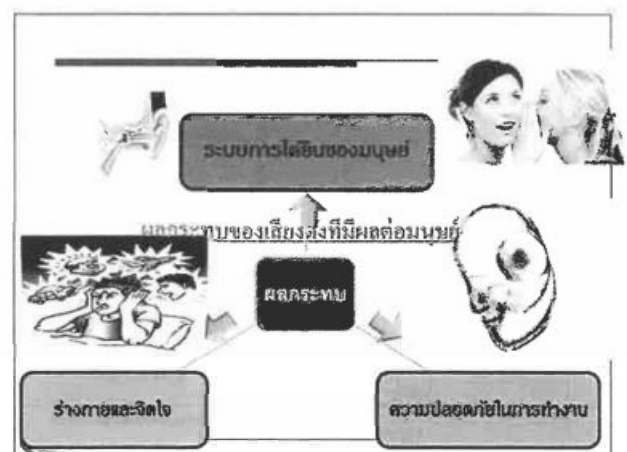 ระบบการได้ยินของมนุษย์
ผลกระทบของเสียงดังที่มีผลต่อมนุษย์
ผลกระทบ
ร่างกายและจิตใจ
ความปลอดภัยในการทำงาน